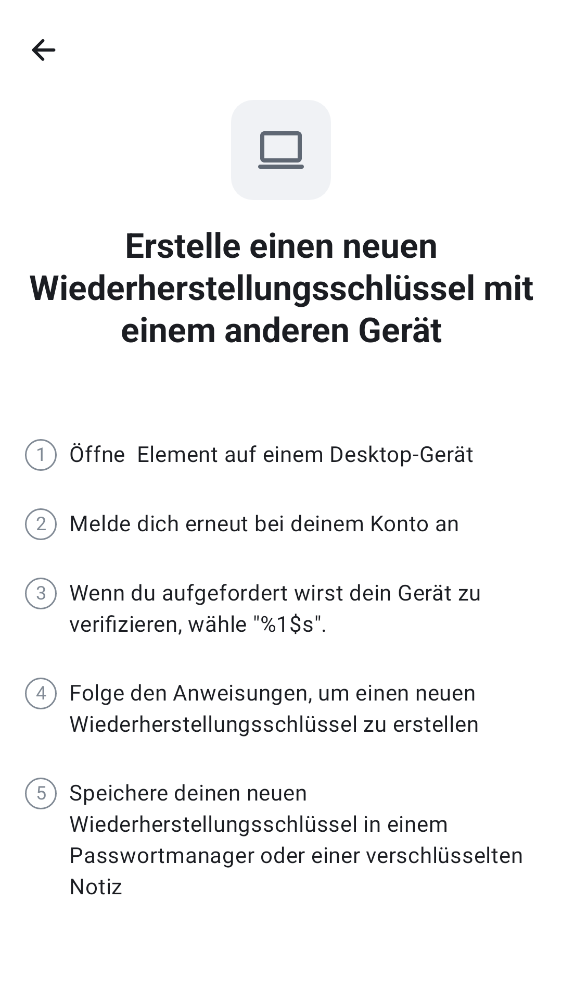 Erstelle einen neuen
Wiederherstellungsschlüssel mit
einem anderen Gerät
1 Öffne  Element auf einem Desktop-Gerät
2 Melde dich erneut bei deinem Konto an
3 Wenn du aufgefordert wirst dein Gerät zu
verifizieren, wähle "%1$s".
4 Folge den Anweisungen, um einen neuen
Wiederherstellungsschlüssel zu erstellen
5 Speichere deinen neuen
Wiederherstellungsschlüssel in einem
Passwortmanager oder einer verschlüsselten
Notiz